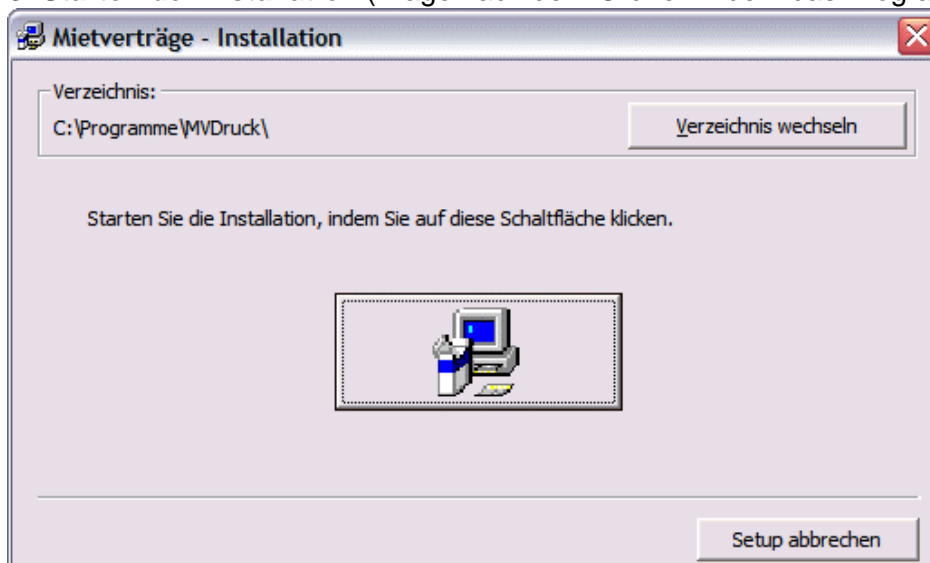 Mietverträge - Installation
Verzeichnis:
C:\Programme\MVDruck\
Verzeichnis wechseln
Starten Sie die Installation, indem Sie auf diese Schaltfläche klicken.
Setup abbrechen